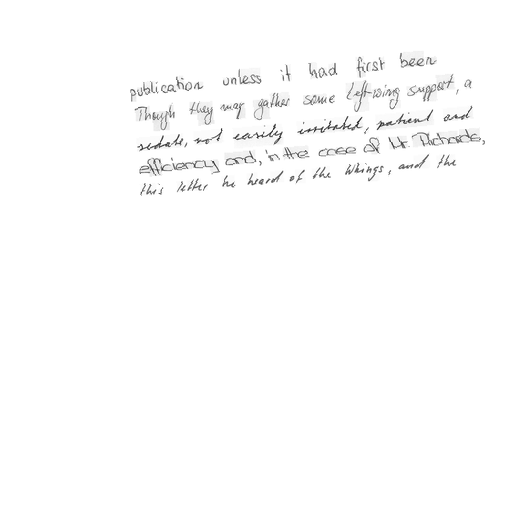 publication unless it had first been
Though they may gather some Left-wing support, a
sedate, not easily irritated, patient and
efficiency and, in the case of Mr. Richards,
this letter he heard of the Whings, and the